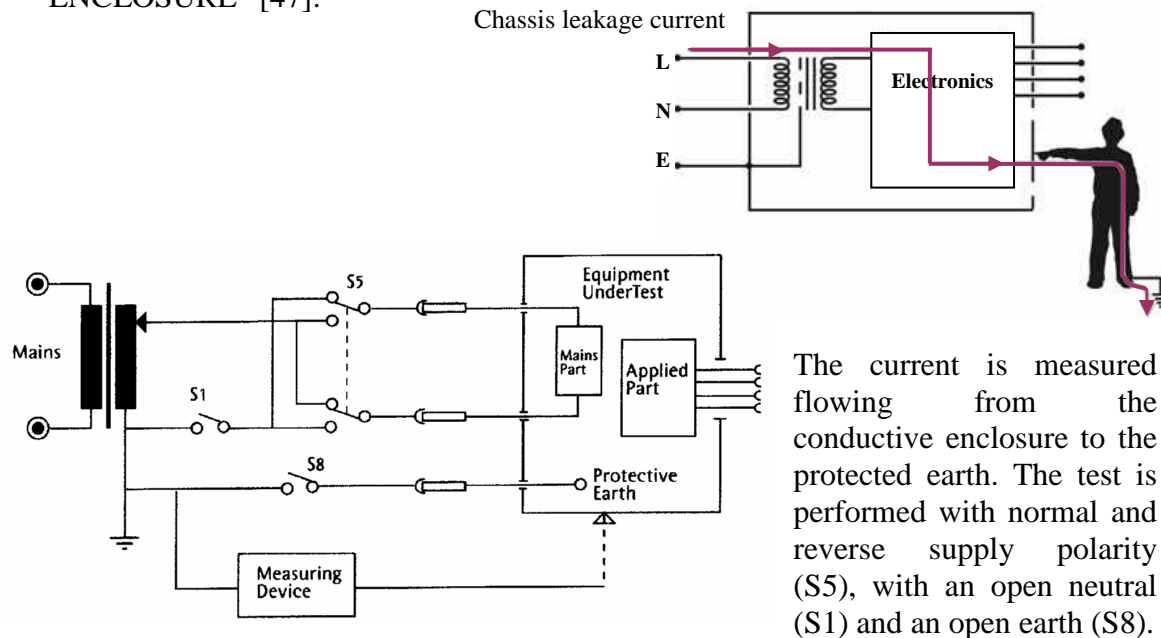 ENCLOSURE" [47].
Chassis leakage current
L
N
E
Electronics
Mains
S1
S5
S8
Equipment
UnderTest
Mains
Part
Applied
Part
Protective
Earth
Measuring
Device
The current is measured
flowing from the
conductive enclosure to the
protected earth. The test is
performed with normal and
reverse supply polarity
(S5), with an open neutral
(S1) and an open earth (S8).